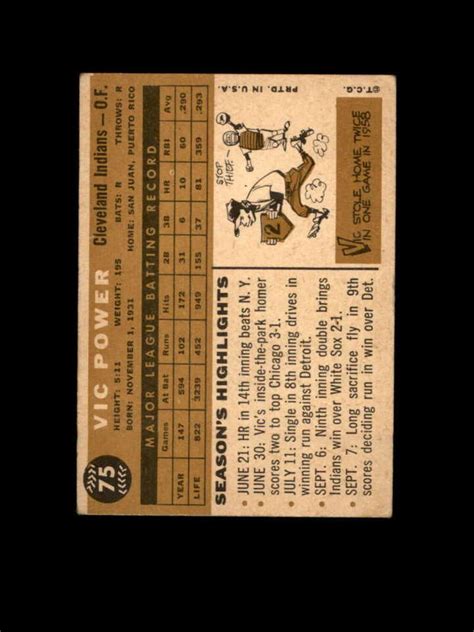 75
VIC POWER
Cleveland Indians—O.F.
HEIGHT: 5:11 WEIGHT: 195 BATS: R THROWS: R
BORN: NOVEMBER 1, 1931 HOME: SAN JUAN, PUERTO RICO
MAJOR LEAGUE BATTING RECORD
Games At Bat Runs Hits 2B 3B HR RBI Avg
YEAR 147 594 102 172 31 6 10 60 .290
LIFE 822 3239 452 949 155 37 81 359 .293
SEASON'S HIGHLIGHTS
JUNE 21: HR in 14th inning beats N.Y.
JUNE 30: Vic's inside-the-park homer
scores two to top Chicago 3-1.
JULY 11: Single in 8th inning drives in
winning run against Detroit.
SEPT. 6: Ninth inning double brings
Indians win over White Sox 2-1.
SEPT. 7: Long sacrifice fly in 9th
scores deciding run in win over Det.
©T.C.G. PRTD. IN U.S.A.
STOP THIEF-
2
VIC STOLE HOME TWICE
IN ONE GAME IN 1958